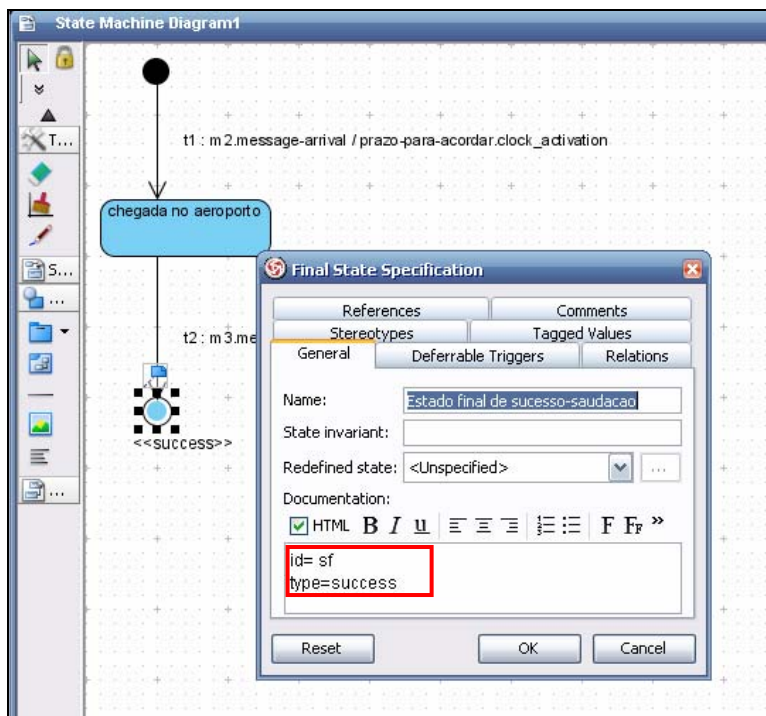 State Machine Diagram1
T...
S...
...
...
t1 : m2.message-arrival / prazo-para-acordar.clock_activation
chegada no aeroporto
t2 : m3.me
<<success>>
Final State Specification
References
Comments
Stereotypes
Tagged Values
General
Deferrable Triggers
Relations
Name:
Estado final de sucesso-saudacao
State invariant:
Redefined state:
<Unspecified>
...
Documentation:
HTML B I u F FF »
id= sf
type=success
Reset
OK
Cancel